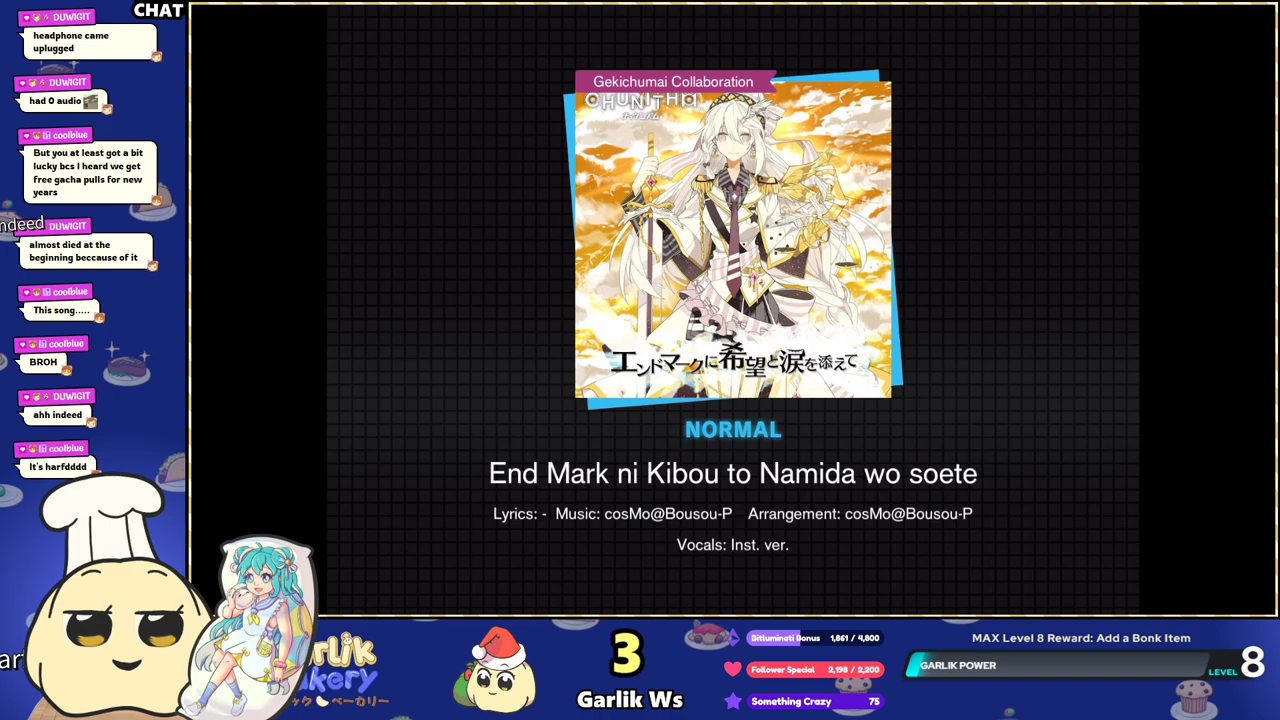 CHAT
DUWIGIT
headphone came
uplugged
DUWIGIT
had 0 audio
coolblue
But you at least got a bit
lucky bcs I heard we get
free gacha pulls for new
years
ndeed
DUWIGIT
almost died at the
beginning beccause of it
coolblue
This song.....
coolblue
BROH
DUWIGIT
ahh indeed
coolblue
It's harfdddd
Gekichumai Collaboration
CHUNITHM
チュウニズム
エンドマークに希望と涙を添えて
NORMAL
End Mark ni Kibou to Namida wo soete
Lyrics: - Music: cosMo@Bousou-P Arrangement: cosMo@Bousou-P
Vocals: Inst. ver.
3
Garlik Ws
Bitluminati Bonus 1,861 / 4,800
Follower Special 2,198 / 2,200
Something Crazy 75
MAX Level 8 Reward: Add a Bonk Item
GARLIK POWER
LEVEL 8